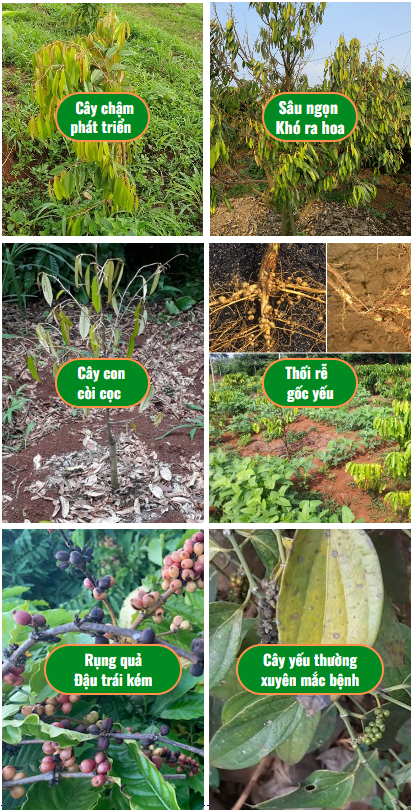 Cây chậm
phát triển
Sâu ngọn
Khó ra hoa
Cây con
còi cọc
Thối rễ
gốc yếu
Rụng quả
Đậu trái kém
Cây yếu thường
xuyên mắc bệnh